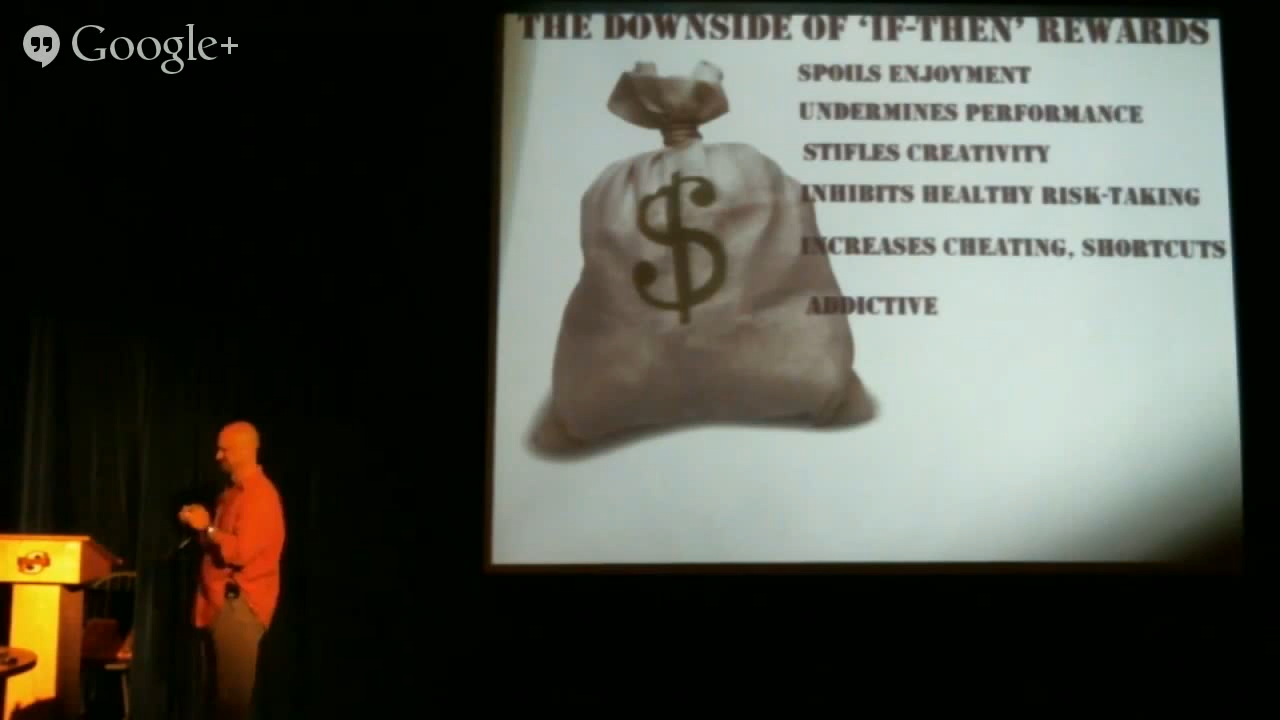 Google+
THE DOWNSIDE OF ‘IF-THEN’ REWARDS
SPOILS ENJOYMENT
UNDERMINES PERFORMANCE
STIFLES CREATIVITY
INHIBITS HEALTHY RISK-TAKING
INCREASES CHEATING, SHORTCUTS
ADDICTIVE
$